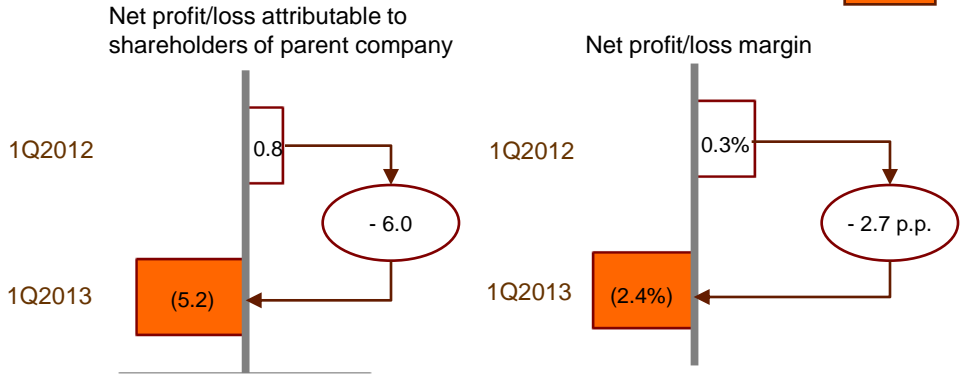 Net profit/loss attributable to
shareholders of parent company
1Q2012
0.8
- 6.0
1Q2013
(5.2)
Net profit/loss margin
1Q2012
0.3%
- 2.7 p.p.
1Q2013
(2.4%)